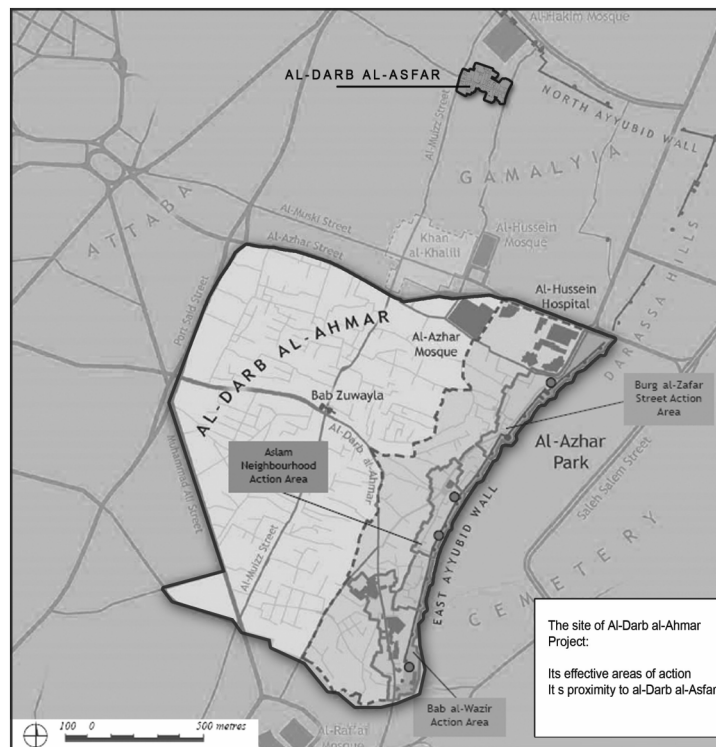 Al-Hakim Mosque
AL-DARB AL-ASFAR
NORTH AYYUBID WALL
Al-Muizz Street
GAMALYIA
ATTABA
Al-Muski Street
Al-Azhar Street
Khan
al-Khalili
Al-Hussein
Mosque
Port Said Street
Al-Hussein
Hospital
DARASSA HILLS
AL-DARB AL-AHMAR
Al-Azhar
Mosque
Bab Zuwayla
Burg al-Zafar
Street Action
Area
Al-Darb al-Ahmar
Al-Azhar
Park
Aslam
Neighbourhood
Action Area
Muhammad Ali Street
Saleh Salem Street
EAST AYYUBID WALL
Al-Muizz Street
CEMETERY
The site of Al-Darb al-Ahmar
Project:
Its effective areas of action
It s proximity to al-Darb al-Asfar
Bab al-Wazir
Action Area
100 0 500 metres
Mosque